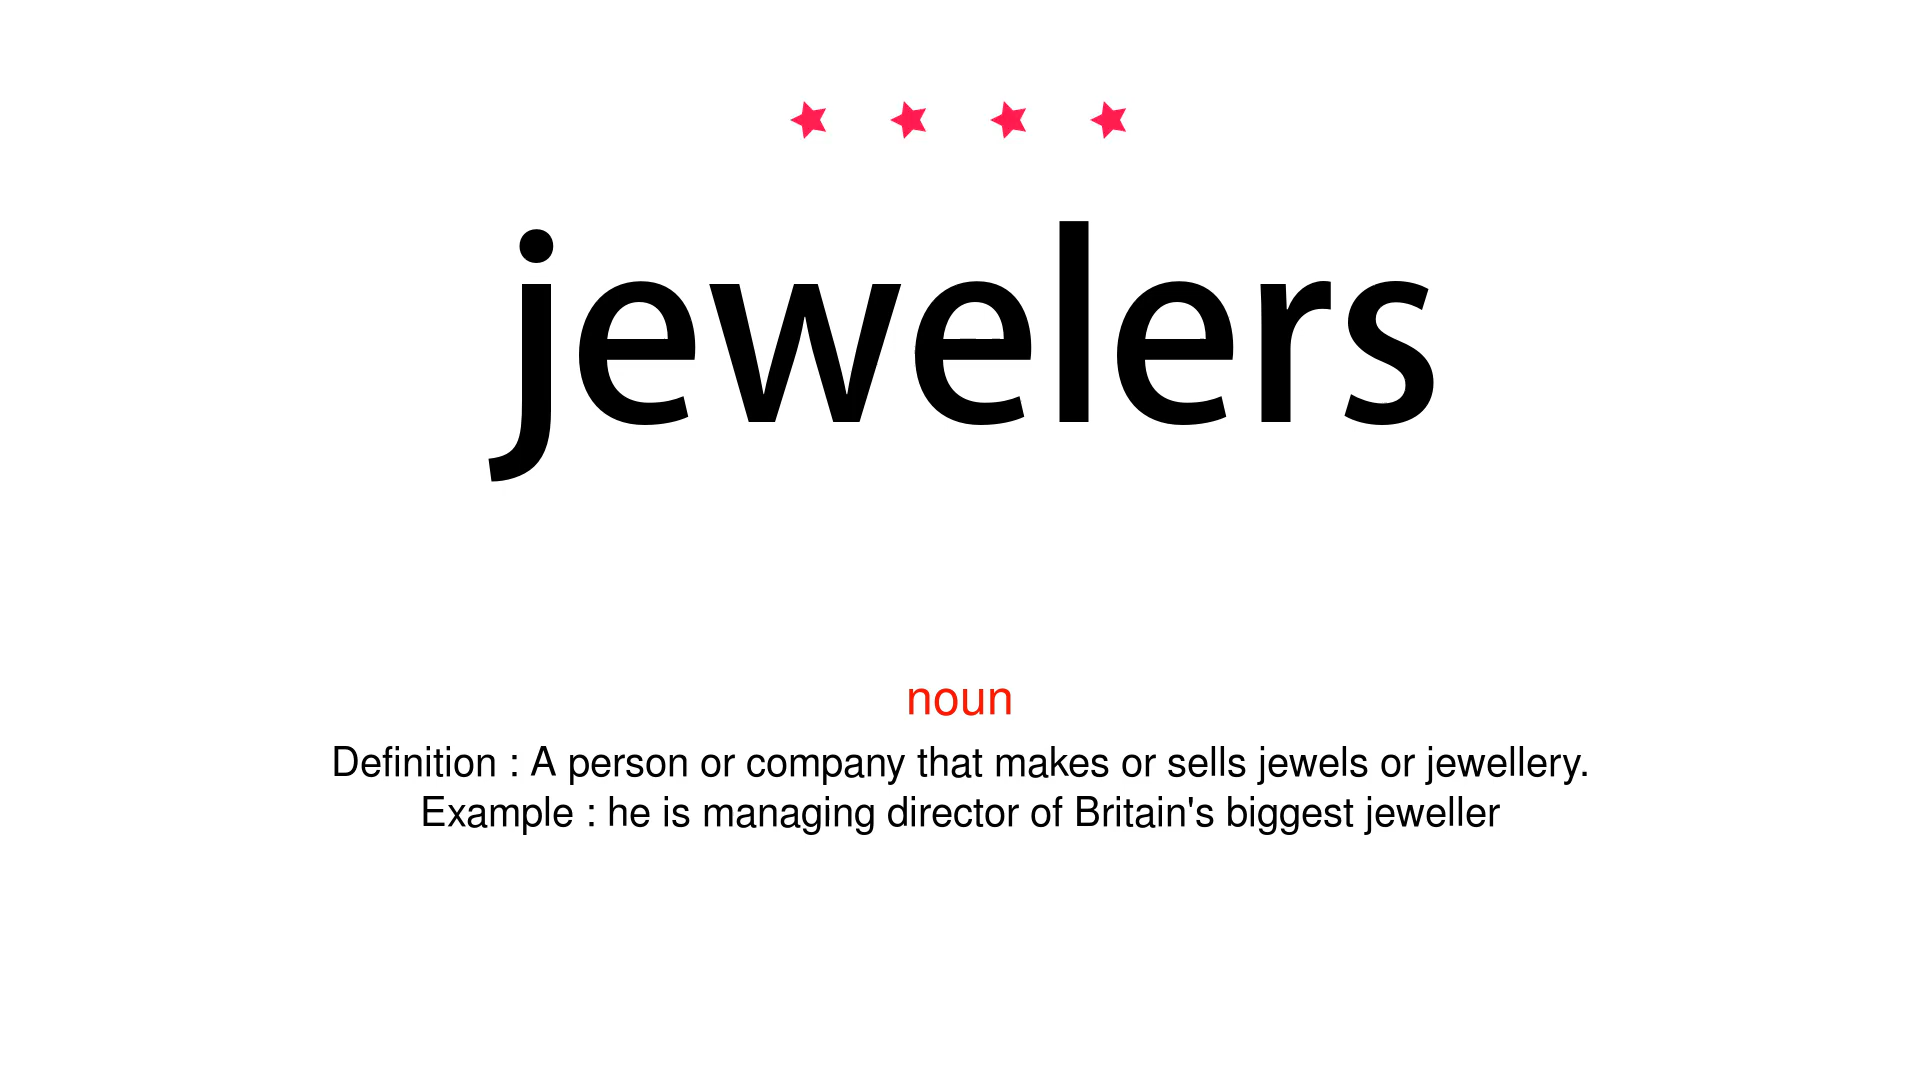 jewelers
noun
Definition : A person or company that makes or sells jewels or jewellery.
Example : he is managing director of Britain's biggest jeweller